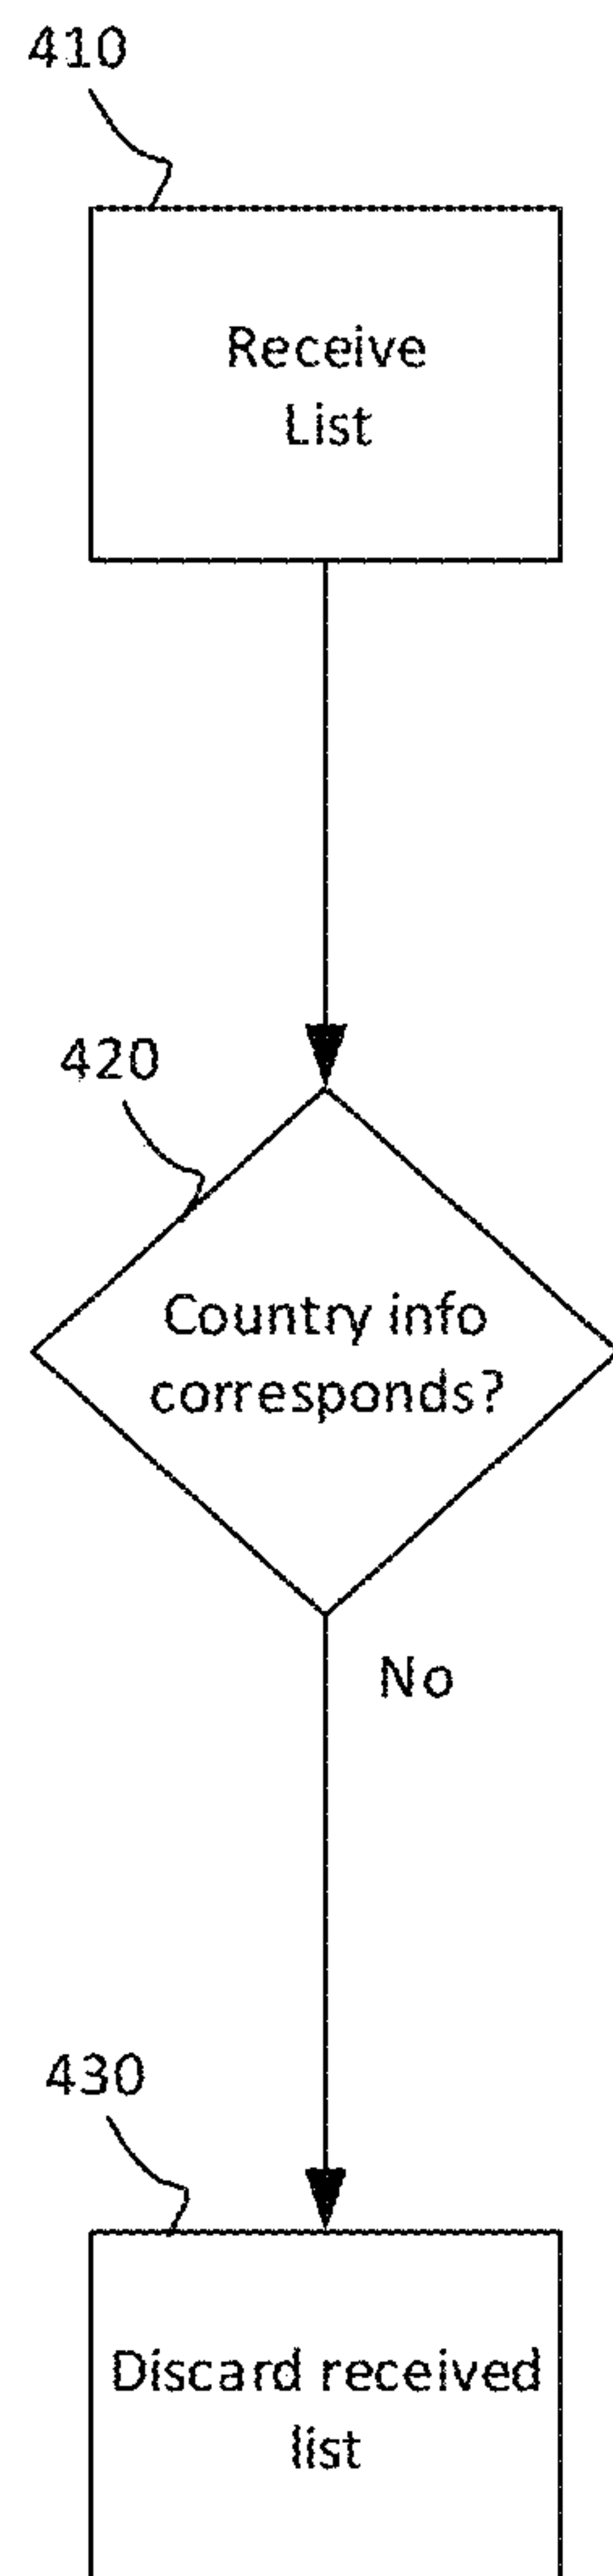 410
Receive
List
420
Country info
corresponds?
No
430
Discard received
list